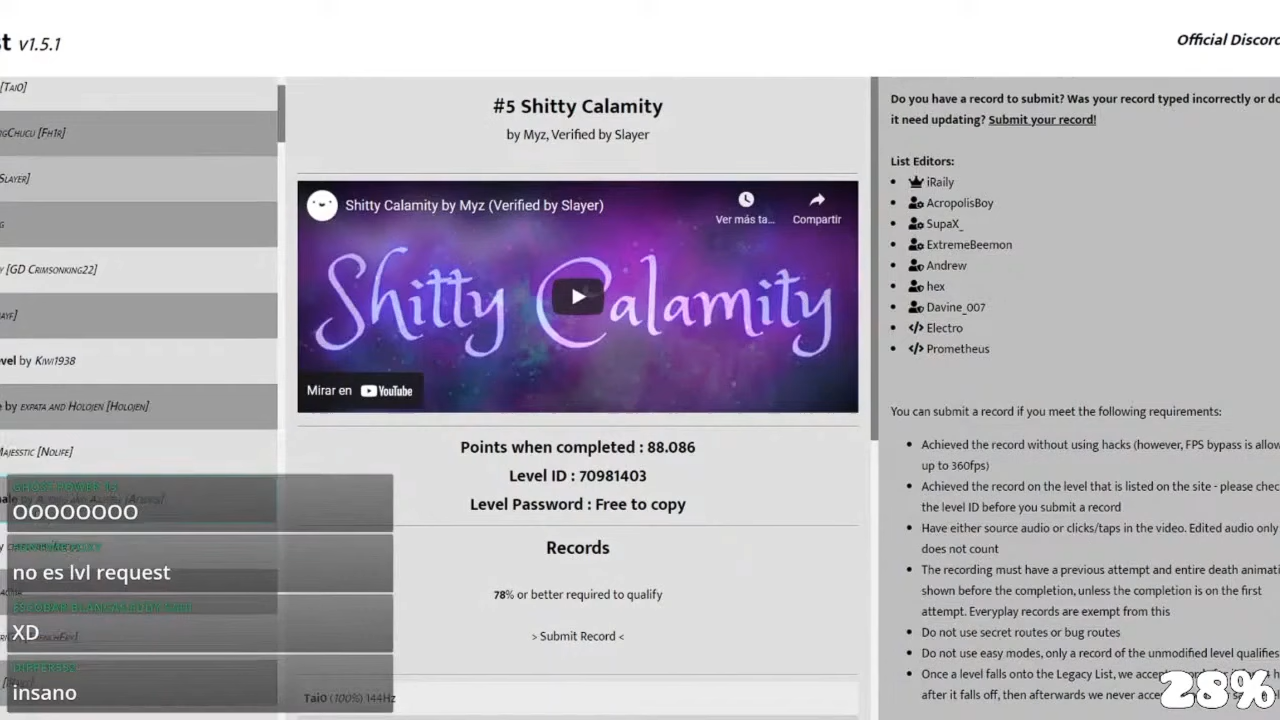 st v1.5.1
Official Discord
[TAIO]
NGCHUCU [FH1R]
SLAYER]
[GD CRIMSONKING22]
evel by KIWI1938
by EXPATA AND HOLOJEN [HOLOJEN]
MAJESSTIC [NOLIFE]
#5 Shitty Calamity
by Myz, Verified by Slayer
Shitty Calamity by Myz (Verified by Slayer)
Ver más ta...
Compartir
Shitty Calamity
Mirar en YouTube
Points when completed : 88.086
Level ID : 70981403
Level Password : Free to copy
Records
78% or better required to qualify
> Submit Record <
Tai0 (100%) 144Hz
Do you have a record to submit? Was your record typed incorrectly or do
it need updating? Submit your record!
List Editors:
iRaily
AcropolisBoy
SupaX_
ExtremeBeemon
Andrew
hex
Davine_007
Electro
Prometheus
You can submit a record if you meet the following requirements:
Achieved the record without using hacks (however, FPS bypass is allow
up to 360fps)
Achieved the record on the level that is listed on the site - please chec
the level ID before you submit a record
Have either source audio or clicks/taps in the video. Edited audio only
does not count
The recording must have a previous attempt and entire death animati
shown before the completion, unless the completion is on the first
attempt. Everyplay records are exempt from this
Do not use secret routes or bug routes
Do not use easy modes, only a record of the unmodified level qualifies
Once a level falls onto the Legacy List, we accep
after it falls off, then afterwards we never acce
OOOOOOOO
no es lvl request
XD
insano
28%